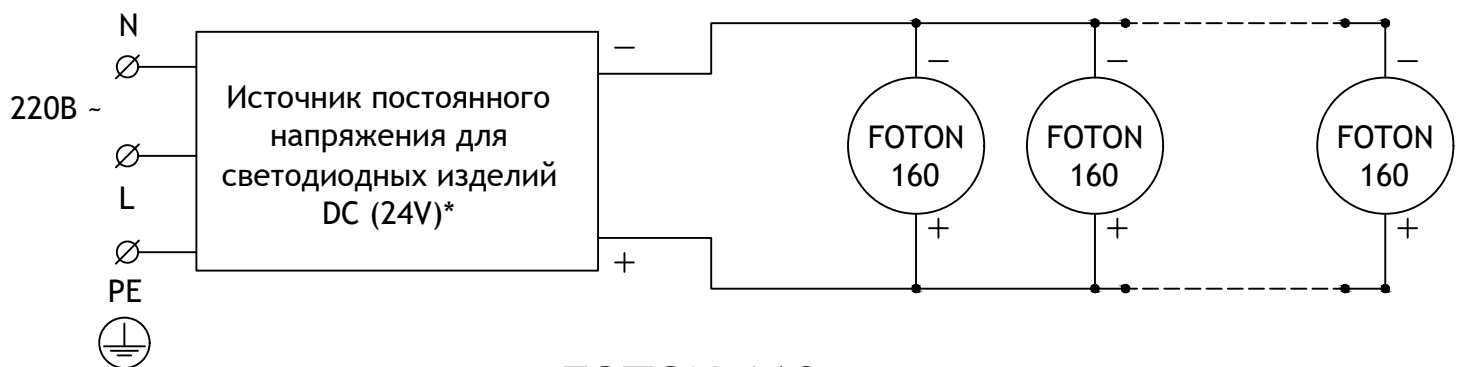 N
220В ~
L
PE
Источник постоянного
напряжения для
светодиодных изделий
DC (24V)*
−
+
FOTON
160
−
+
FOTON
160
−
+
FOTON
160
−
+